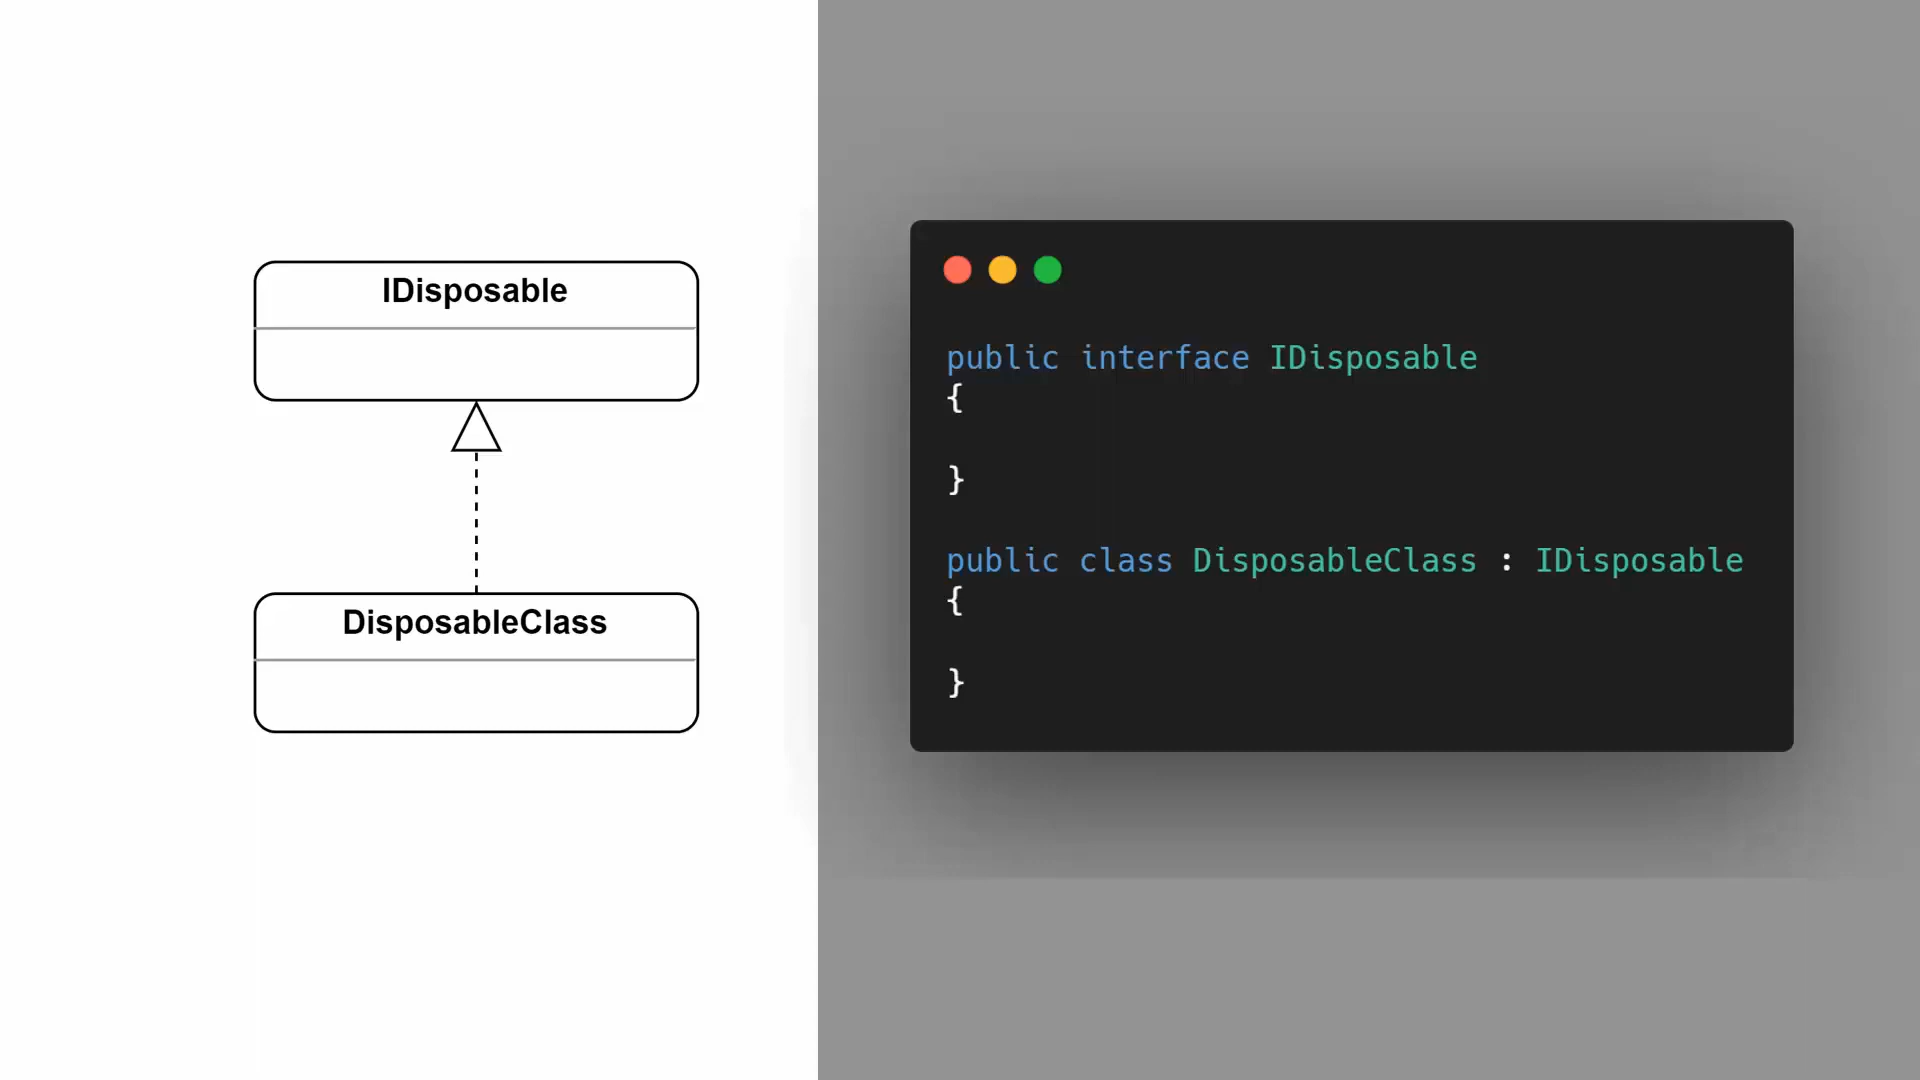 IDisposable
DisposableClass
public interface IDisposable
{
}
public class DisposableClass : IDisposable
{
}